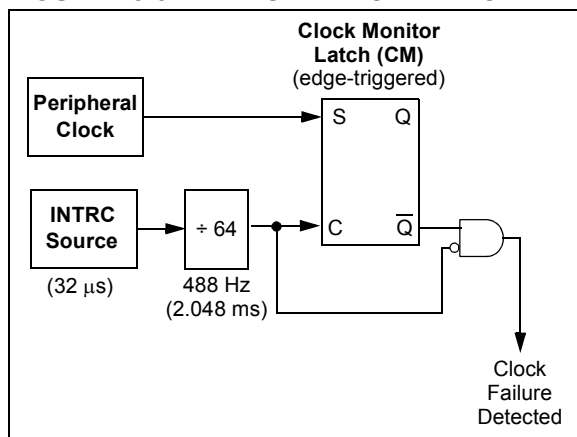 Clock Monitor
Latch (CM)
(edge-triggered)
Peripheral
Clock
S Q
INTRC
Source
÷ 64
C Q̅
(32 μs)
488 Hz
(2.048 ms)
Clock
Failure
Detected